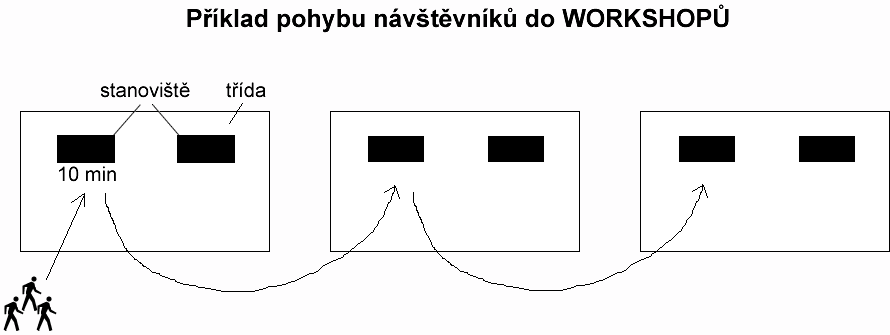 Příklad pohybu návštěvníků do WORKSHOPŮ
stanoviště
třída
10 min